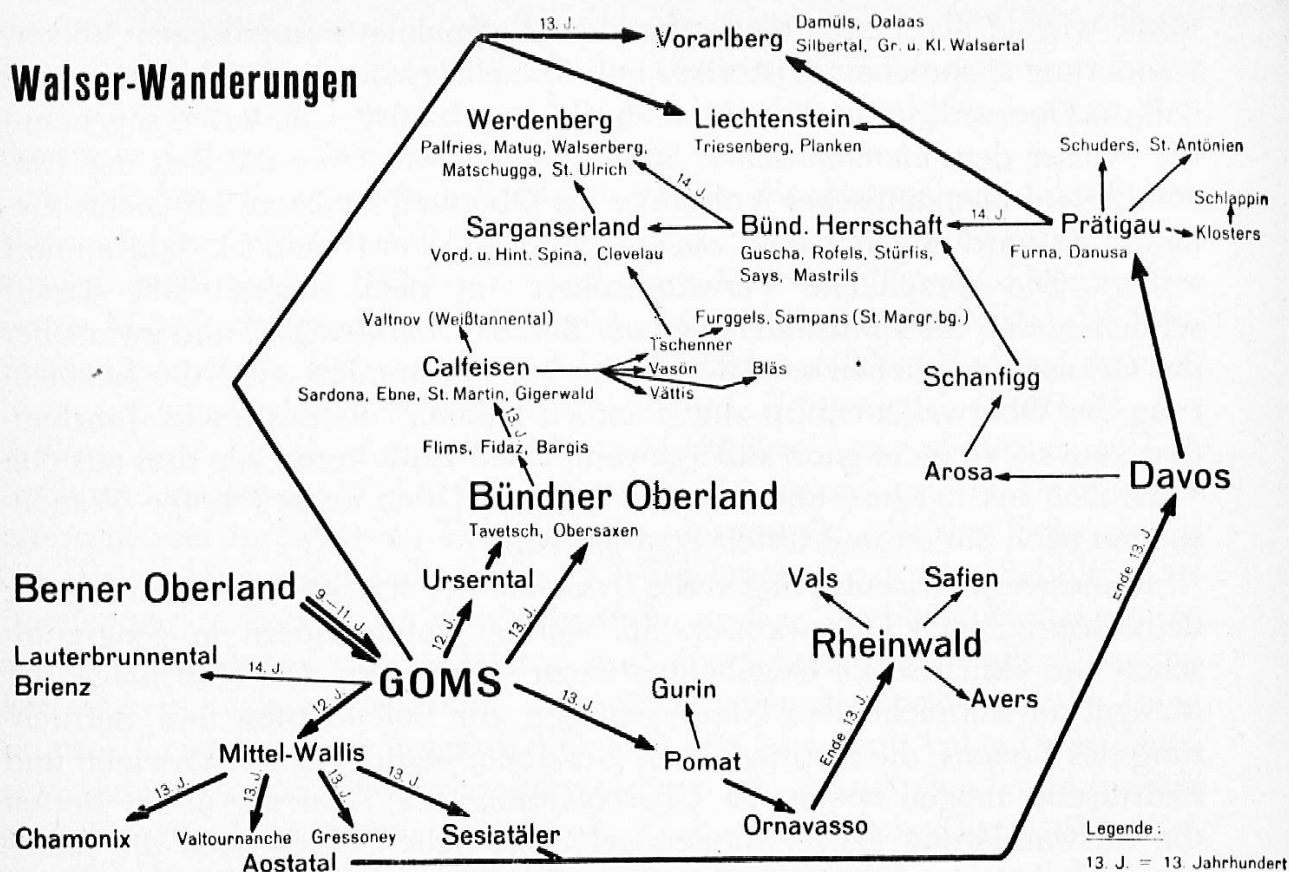 Walser-Wanderungen
13. J.
Vorarlberg
Damüls, Dalaas
Silbertal, Gr. u. Kl. Walsertal
Werdenberg
Palfries, Matug, Walserberg,
Matschugga, St. Ulrich
Liechtenstein
Triesenberg, Planken
Schuders, St. Antönien
Schlappin
Klosters
14. J.
Sarganserland
Vord. u. Hint. Spina, Clevelau
Bünd. Herrschaft
Guscha, Rofels, Stürfis,
Says, Mastrils
14. J.
Prätigau
Furna, Danusa
Valtnov (Weißtannental)
Furggels, Sampans (St. Margr.bg.)
Tschenner
Calfeisen
Vasön
Bläs
Vättis
Sardona, Ebne, St. Martin, Gigerwald
13. J.
Flims, Fidaz, Bargis
Schanfigg
Arosa
Davos
Bündner Oberland
Tavetsch, Obersaxen
Urserntal
Berner Oberland
9.–11. J.
12. J.
13. J.
Vals
Safien
Ende 13. J.
Lauterbrunnental
Brienz
14. J.
GOMS
Rheinwald
Avers
12. J.
13. J.
Gurin
Mittel-Wallis
Pomat
Ende 13. J.
13. J.
13. J.
13. J.
13. J.
Chamonix
Valtournanche
Gressoney
Sesiatäler
Ornavasso
Aostatal
Legende:
13. J. = 13. Jahrhundert